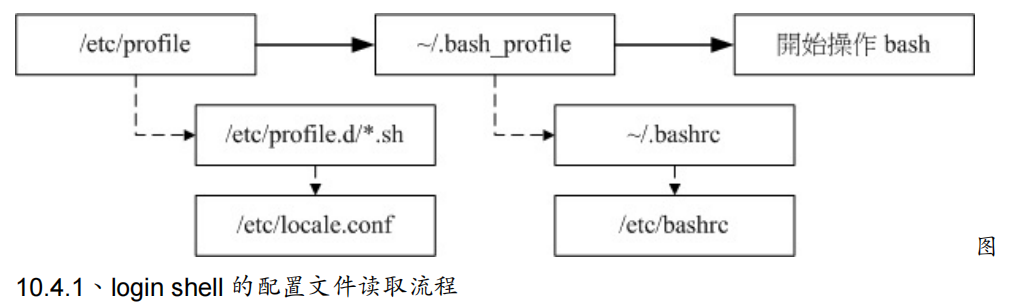 /etc/profile
~/.bash_profile
開始操作 bash
/etc/profile.d/*.sh
~/.bashrc
/etc/locale.conf
/etc/bashrc
图
10.4.1、login shell 的配置文件读取流程